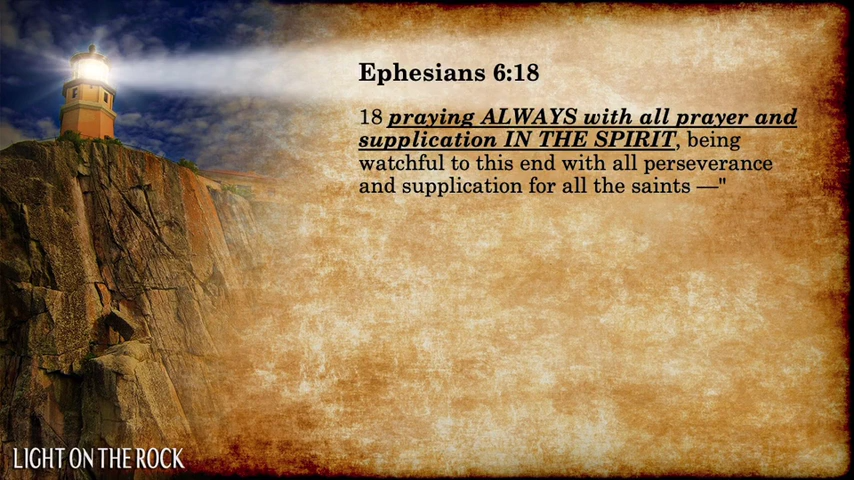 Ephesians 6:18
18 praying ALWAYS with all prayer and
supplication IN THE SPIRIT, being
watchful to this end with all perseverance
and supplication for all the saints —"
LIGHT ON THE ROCK